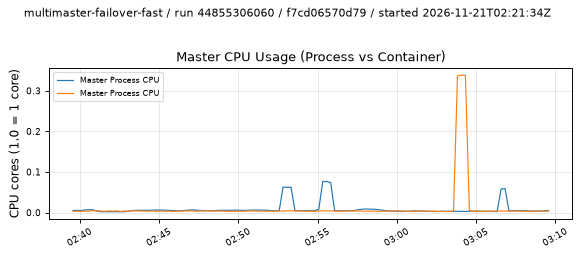 multimaster-failover-fast / run 44855306060 / f7cd06570d79 / started 2026-11-21T02:21:34Z
Master CPU Usage (Process vs Container)
CPU cores (1.0 = 1 core)
Master Process CPU
Master Process CPU
0.3
0.2
0.1
0.0
02:40
02:45
02:50
02:55
03:00
03:05
03:10